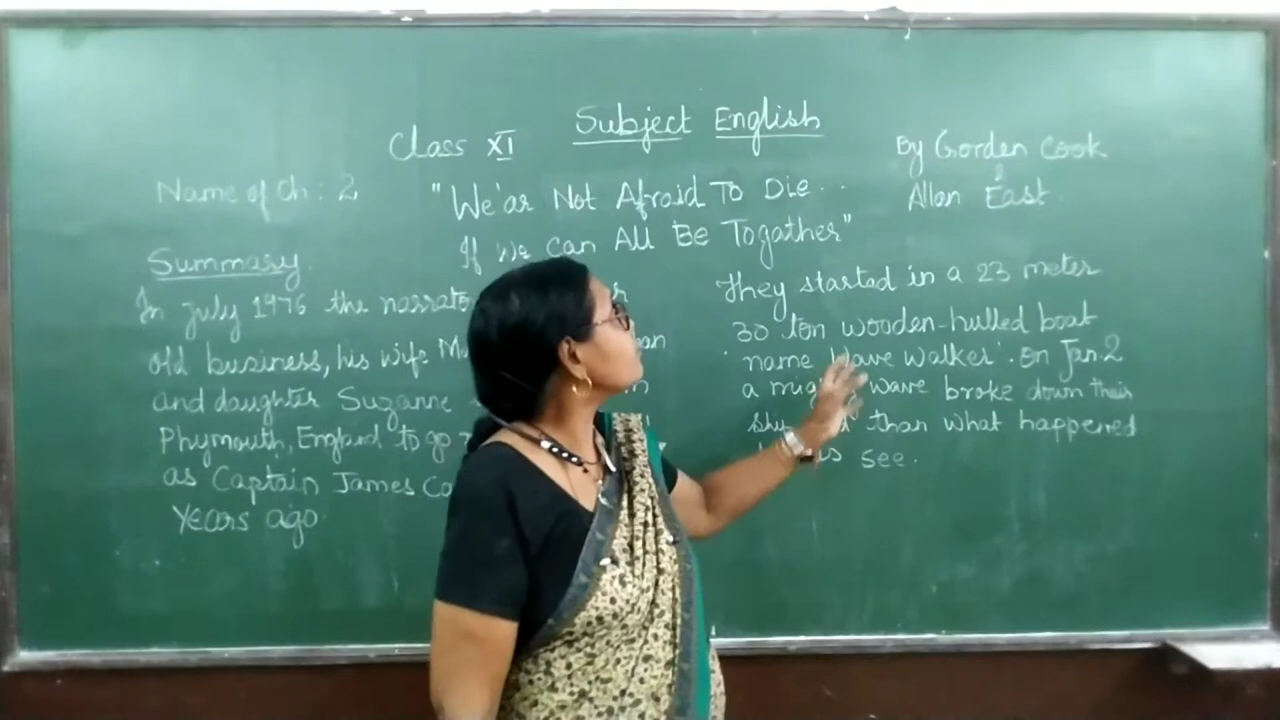 Subject English
Class XI
By Gorden Cook
&
Allan East
Name of Ch: 2
"We'ar Not Afraid To Die...
If We Can All Be Togather"
Summary
In July 1976 the
old business, his wife
and daughter Suzanne
Phymouth, England to go
as Captain James
Years ago
They started in a 23 meter
30 ton wooden-hulled boat
name Wave Walker'. on Jan. 2
a wave broke down their
than what happened
see.